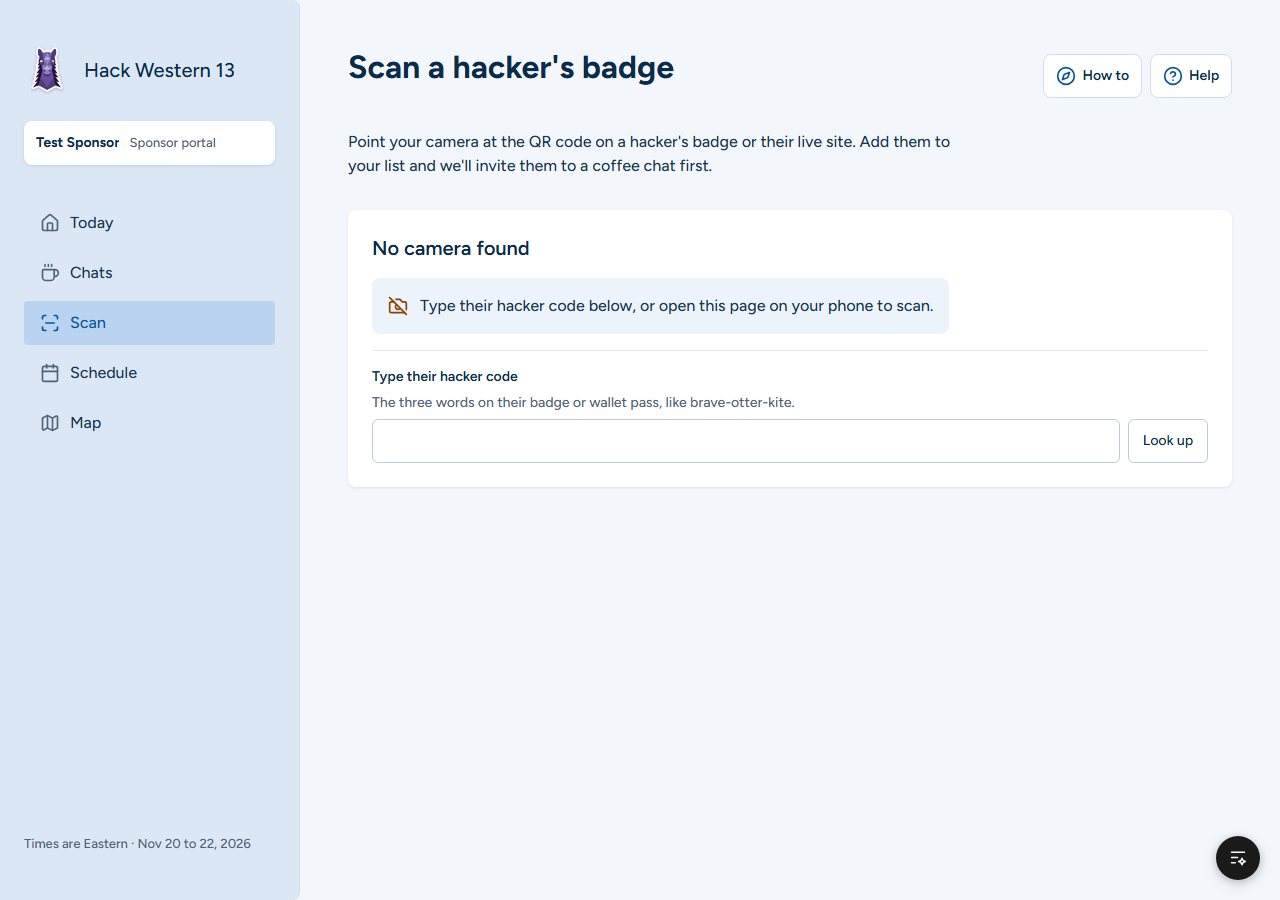 Hack Western 13
Test Sponsor Sponsor portal
Today
Chats
Scan
Schedule
Map
Times are Eastern · Nov 20 to 22, 2026
Scan a hacker's badge
How to
Help
Point your camera at the QR code on a hacker's badge or their live site. Add them to
your list and we'll invite them to a coffee chat first.
No camera found
Type their hacker code below, or open this page on your phone to scan.
Type their hacker code
The three words on their badge or wallet pass, like brave-otter-kite.
Look up